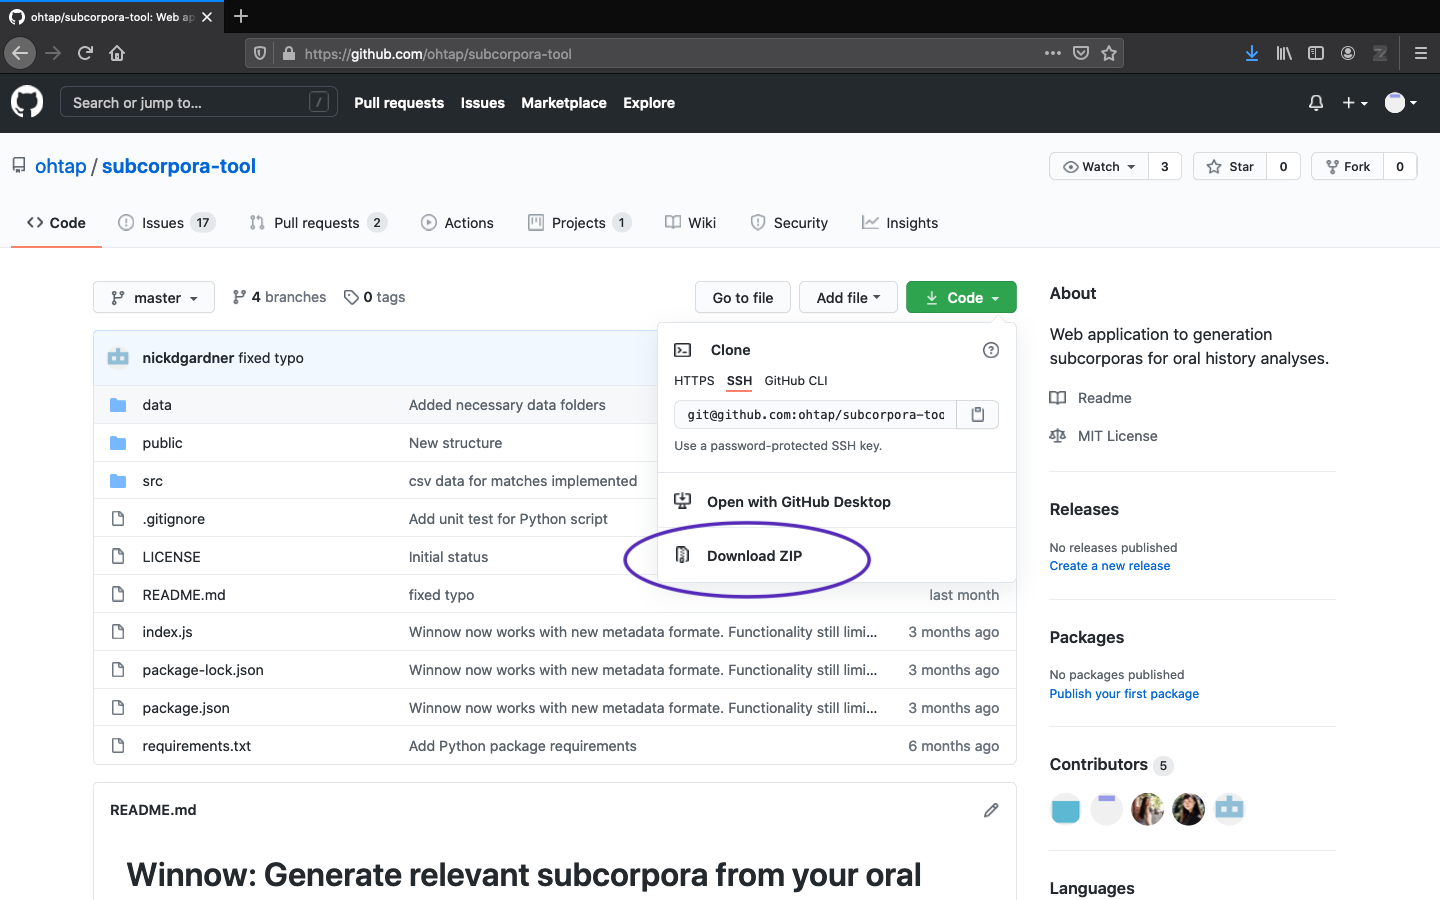 ohtap/subcorpora-tool: Web ap
https://github.com/ohtap/subcorpora-tool
Search or jump to... /
Pull requests Issues Marketplace Explore
ohtap / subcorpora-tool
Watch 3 Star 0 Fork 0
Code Issues 17 Pull requests 2 Actions Projects 1 Wiki Security Insights
master 4 branches 0 tags Go to file Add file Code
nickdgardner fixed typo
data Added necessary data folders
public New structure
src csv data for matches implemented
.gitignore Add unit test for Python script
LICENSE Initial status
README.md fixed typo last month
index.js Winnow now works with new metadata formate. Functionality still limi... 3 months ago
package-lock.json Winnow now works with new metadata formate. Functionality still limi... 3 months ago
package.json Winnow now works with new metadata formate. Functionality still limi... 3 months ago
requirements.txt Add Python package requirements 6 months ago
Clone
HTTPS SSH GitHub CLI
git@github.com:ohtap/subcorpora-too
Use a password-protected SSH key.
Open with GitHub Desktop
Download ZIP
README.md
Winnow: Generate relevant subcorpora from your oral
About
Web application to generation
subcorporas for oral history analyses.
Readme
MIT License
Releases
No releases published
Create a new release
Packages
No packages published
Publish your first package
Contributors 5
Languages